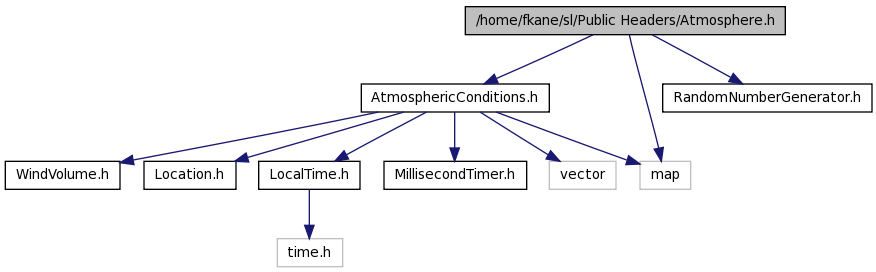 /home/fkane/sl/Public Headers/Atmosphere.h
AtmosphericConditions.h
RandomNumberGenerator.h
WindVolume.h
Location.h
LocalTime.h
MillisecondTimer.h
vector
map
time.h